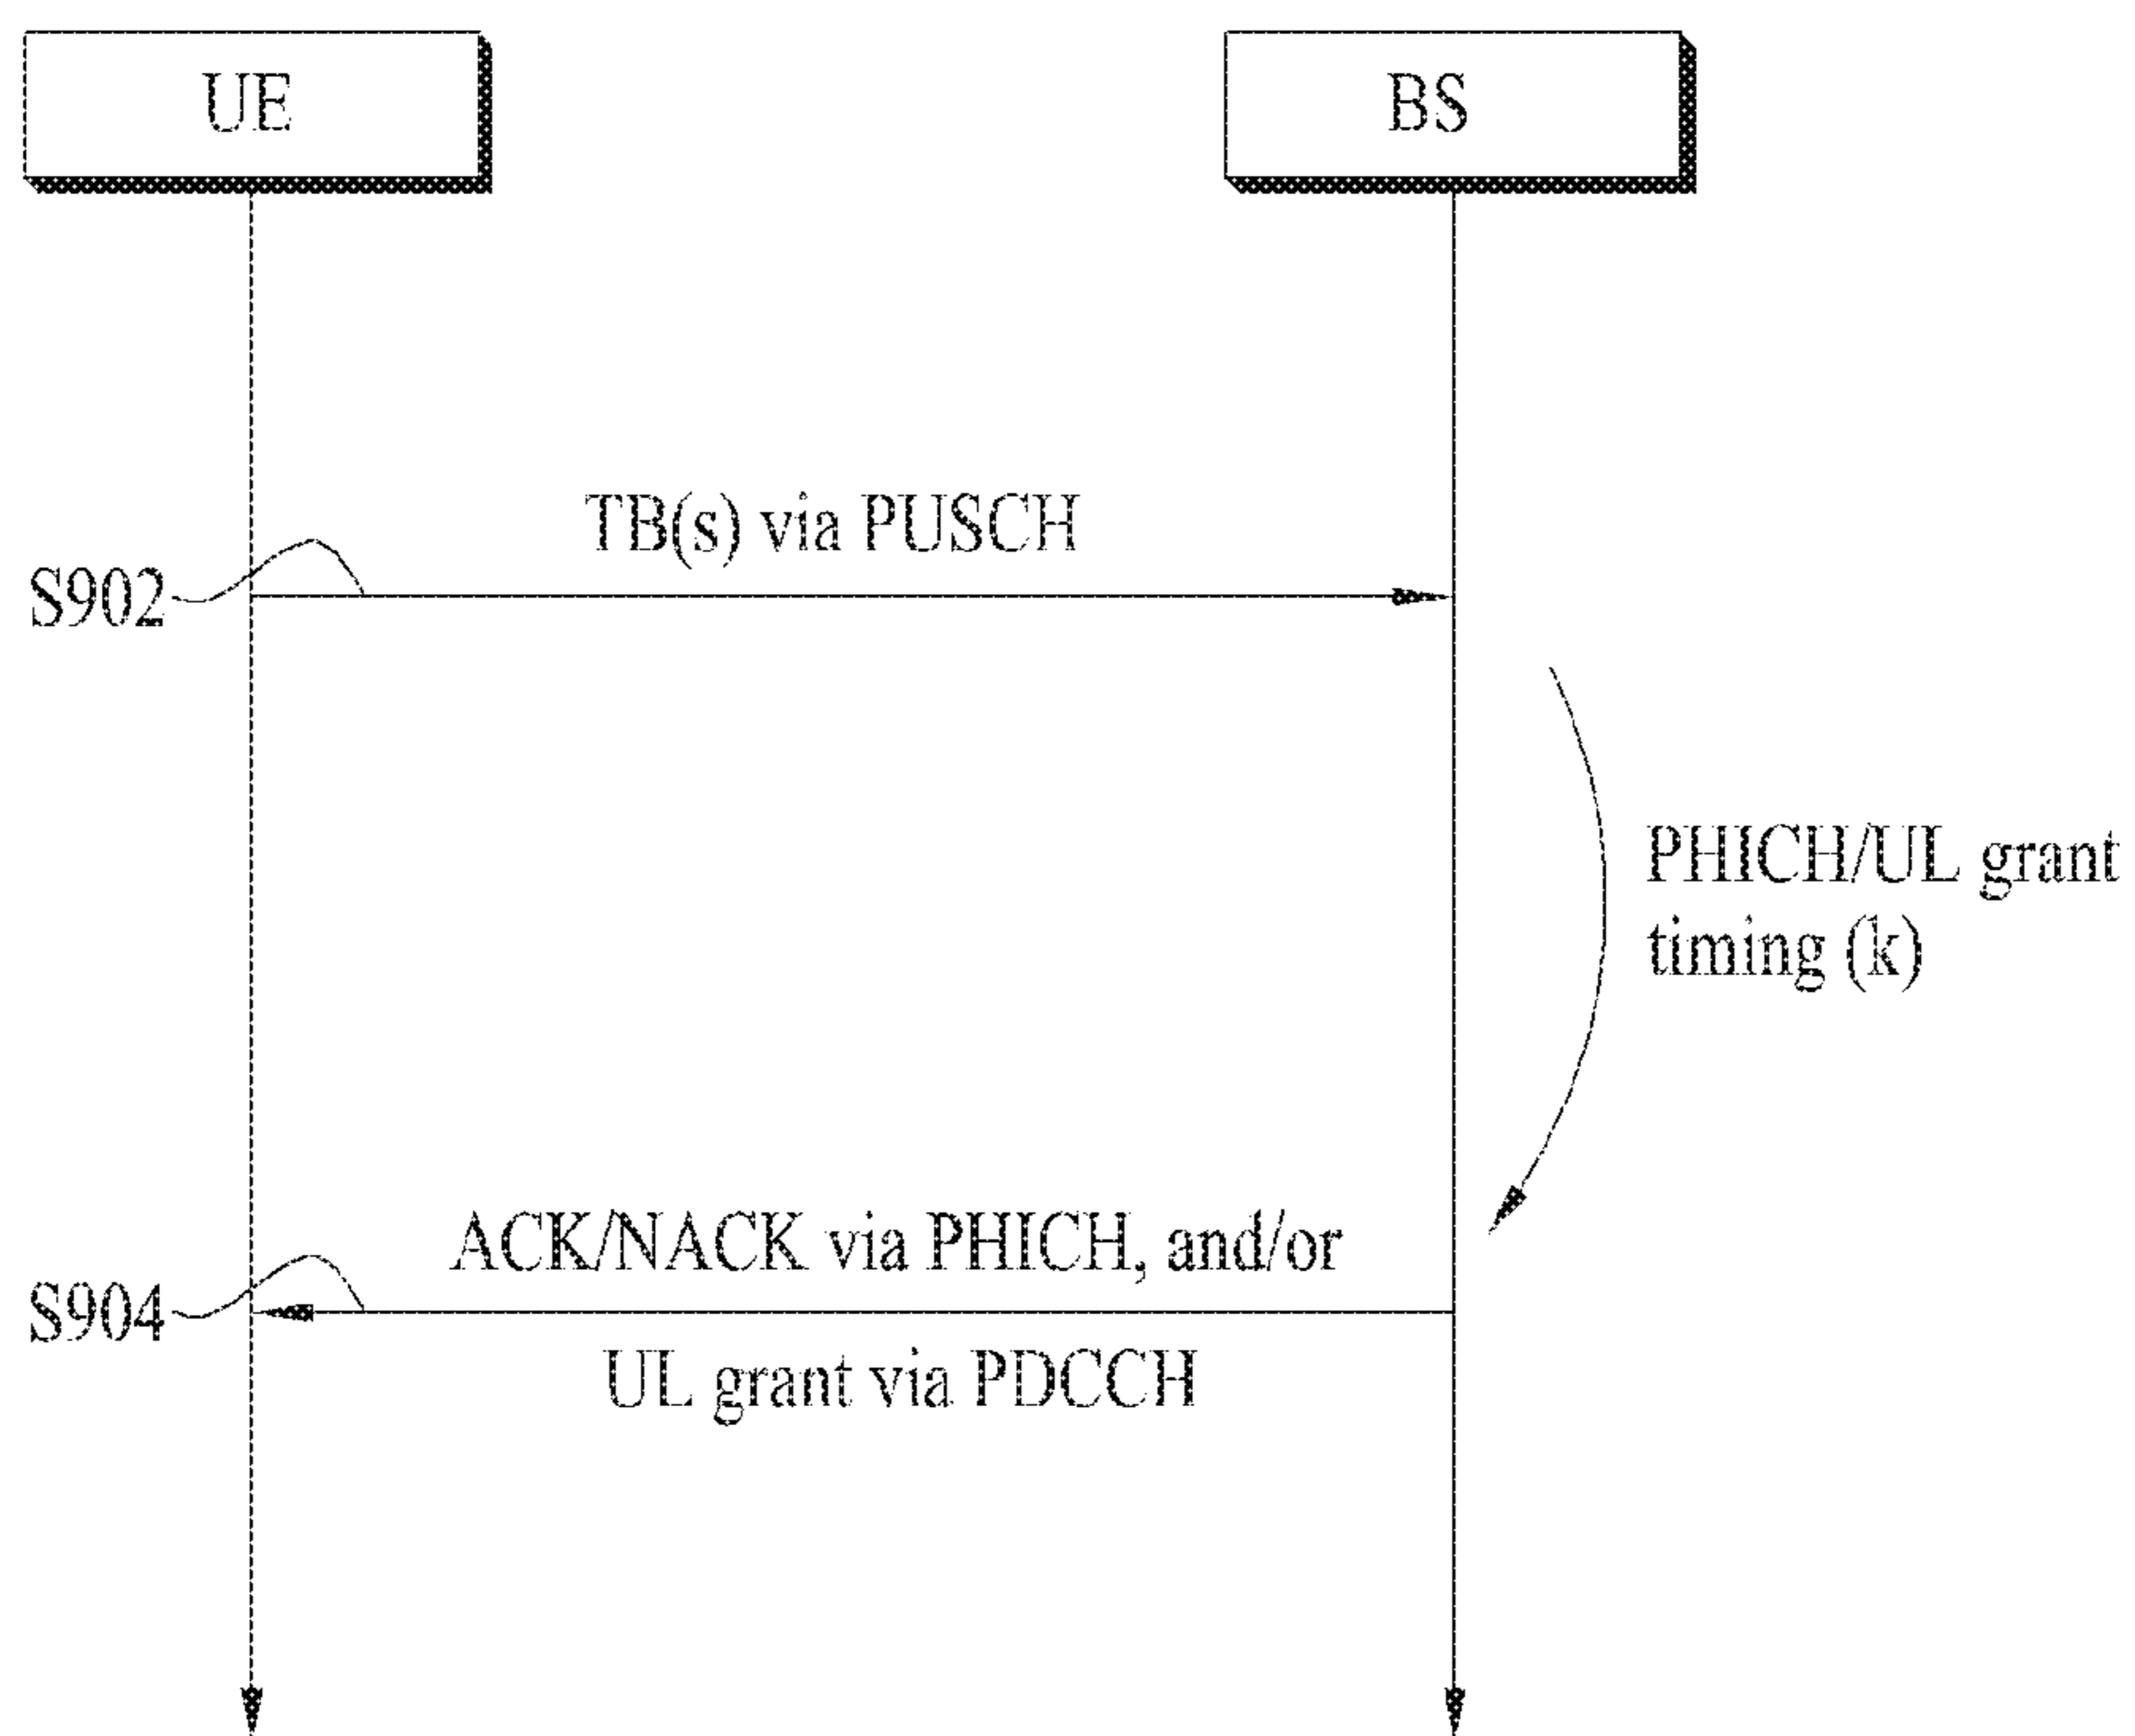 UE
BS
TB(s) via PUSCH
S902
PHICH/UL grant
timing (k)
ACK/NACK via PHICH, and/or
S904
UL grant via PDCCH